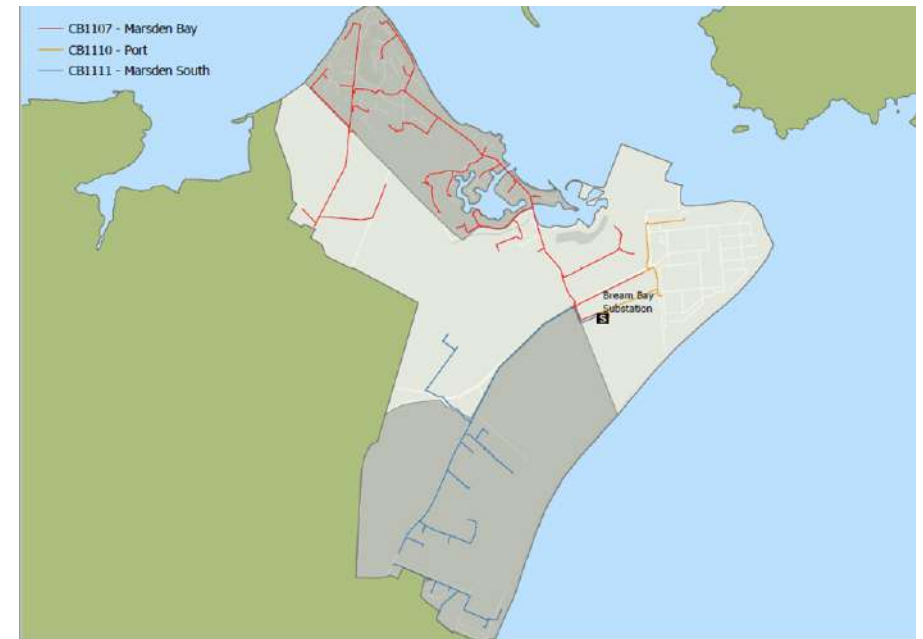 CB1107 - Marsden Bay
CB1110 - Port
CB1111 - Marsden South
Bream Bay
Substation
S